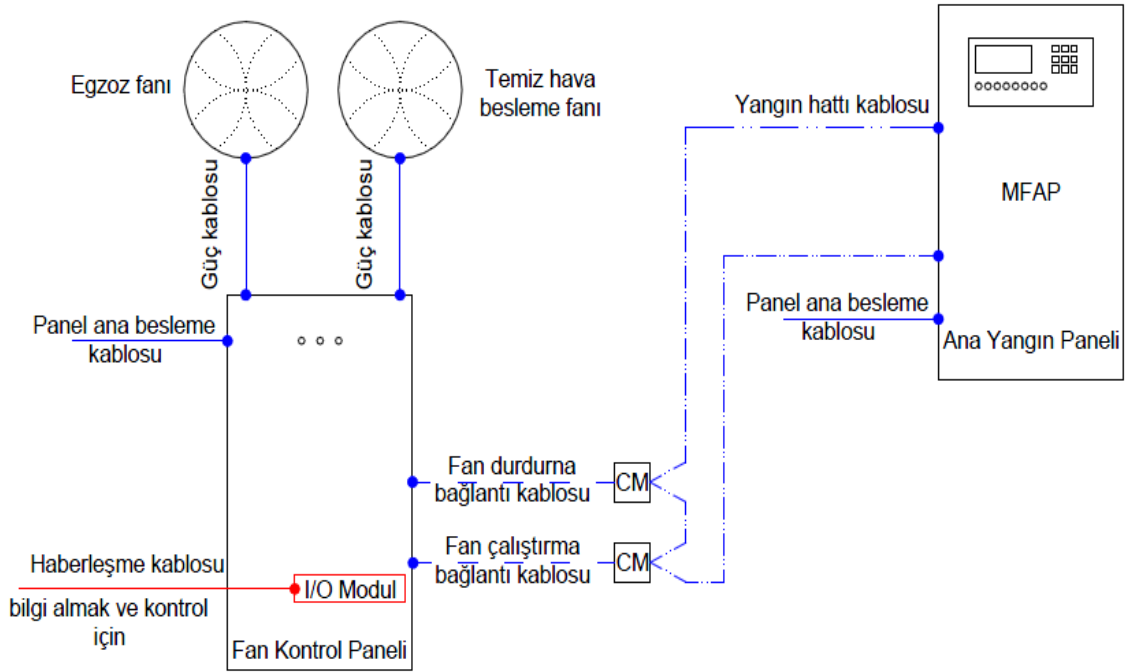 Egzoz fanı
Temiz hava
besleme fanı
Yangın hattı kablosu
Güç kablosu
Güç kablosu
MFAP
Panel ana besleme
kablosu
Panel ana besleme
kablosu
Ana Yangın Paneli
Fan durdurna
bağlantı kablosu
CM
Fan çalıştırma
bağlantı kablosu
CM
Haberleşme kablosu
bilgi almak ve kontrol
için
I/O Modul
Fan Kontrol Paneli